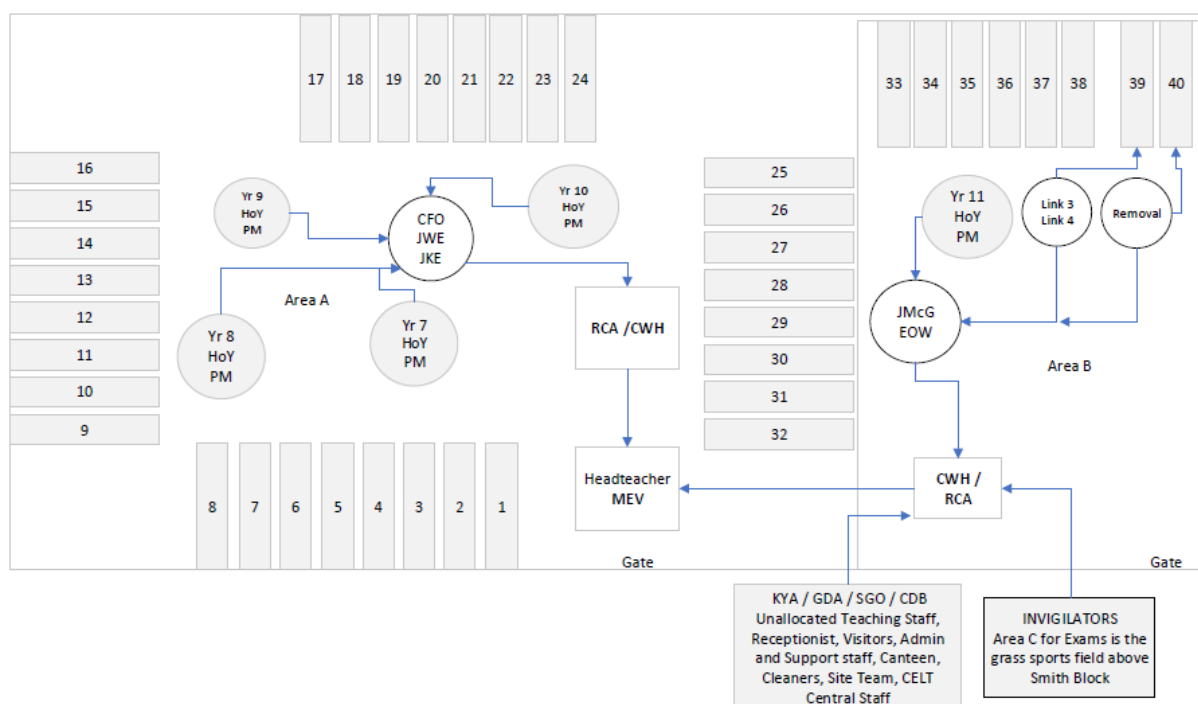 17 18 19 20 21 22 23 24
33 34 35 36 37 38 39 40
16
15
14
13
12
11
10
9
Yr 9
HoY
PM
CFO
JWE
JKE
Yr 10
HoY
PM
Area A
Yr 8
HoY
PM
Yr 7
HoY
PM
RCA /CWH
Headteacher
MEV
25
26
27
28
29
30
31
32
Yr 11
HoY
PM
Link 3
Link 4
Removal
JMcG
EOW
Area B
CWH /
RCA
8 7 6 5 4 3 2 1
Gate
Gate
KYA / GDA / SGO / CDB
Unallocated Teaching Staff,
Receptionist, Visitors, Admin
and Support staff, Canteen,
Cleaners, Site Team, CELT
Central Staff
INVIGILATORS
Area C for Exams is the
grass sports field above
Smith Block